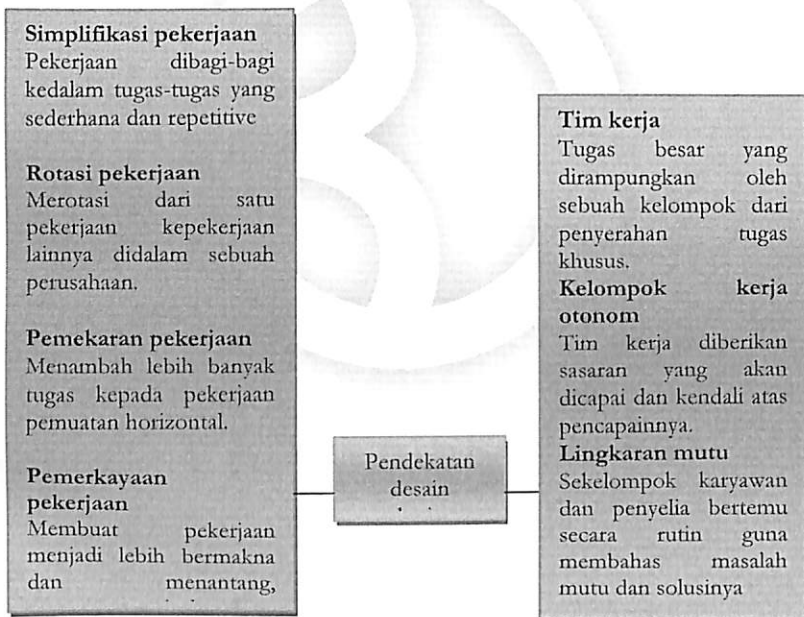 Simplifikasi pekerjaan
Pekerjaan dibagi-bagi
kedalam tugas-tugas yang
sederhana dan repetitive
Rotasi pekerjaan
Merotasi dari satu
pekerjaan kepekerjaan
lainnya didalam sebuah
perusahaan.
Pemekaran pekerjaan
Menambah lebih banyak
tugas kepada pekerjaan
pemuatan horizontal.
Pemerkayaan
pekerjaan
Membuat pekerjaan
menjadi lebih bermakna
dan menantang,
Pendekatan
desain
Tim kerja
Tugas besar yang
dirampungkan oleh
sebuah kelompok dari
penyerahan tugas
khusus.
Kelompok kerja
otonom
Tim kerja diberikan
sasaran yang akan
dicapai dan kendali atas
pencapainnya.
Lingkaran mutu
Sekelompok karyawan
dan penyelia bertemu
secara rutin guna
membahas masalah
mutu dan solusinya